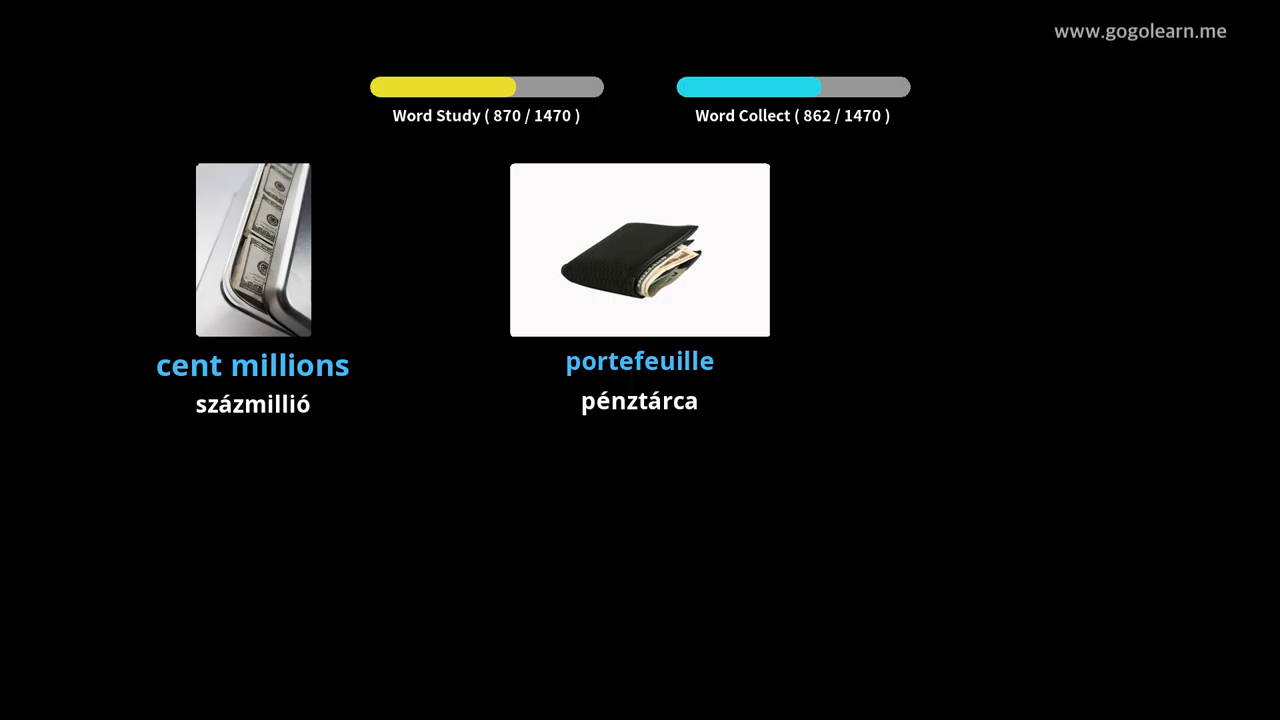 www.gogolearn.me
Word Study ( 870 / 1470 )
Word Collect ( 862 / 1470 )
cent millions
százmillió
portefeuille
pénztárca